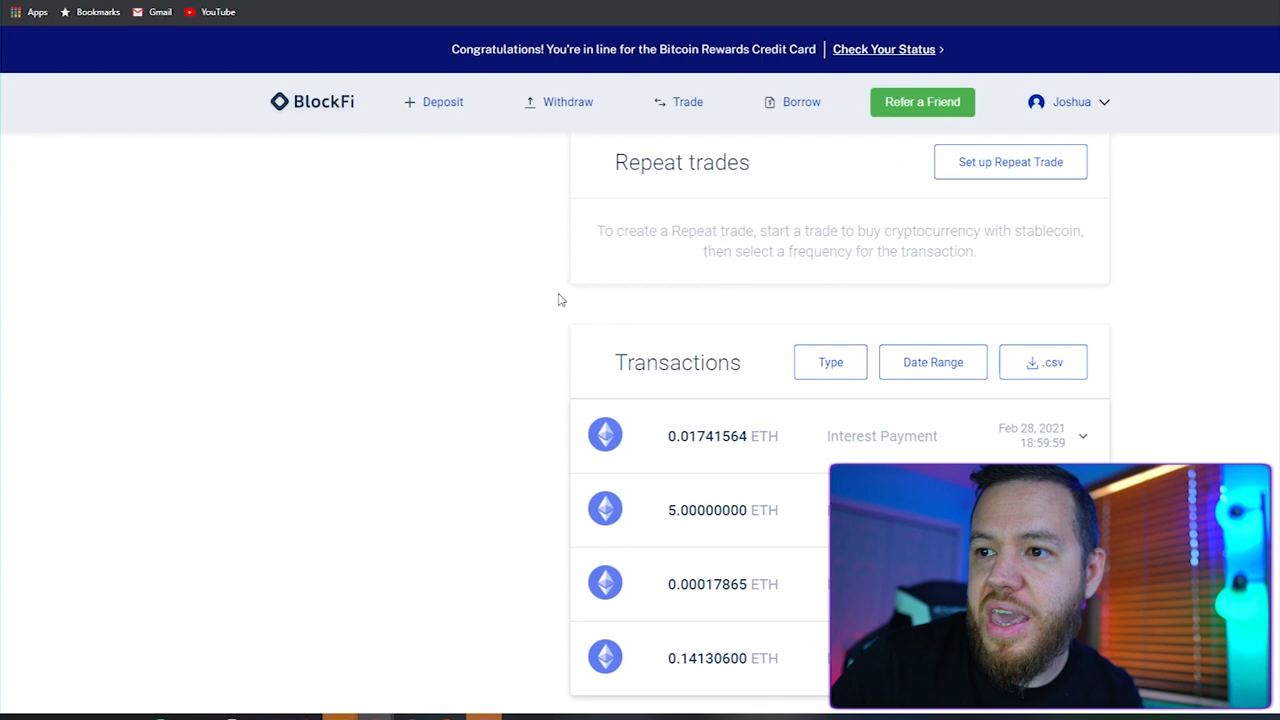 Apps Bookmarks Gmail YouTube
Congratulations! You're in line for the Bitcoin Rewards Credit Card | Check Your Status ›
BlockFi + Deposit Withdraw Trade Borrow Refer a Friend Joshua
Repeat trades Set up Repeat Trade
To create a Repeat trade, start a trade to buy cryptocurrency with stablecoin,
then select a frequency for the transaction.
Transactions Type Date Range .csv
0.01741564 ETH Interest Payment Feb 28, 2021
18:59:59
5.00000000 ETH
0.00017865 ETH
0.14130600 ETH